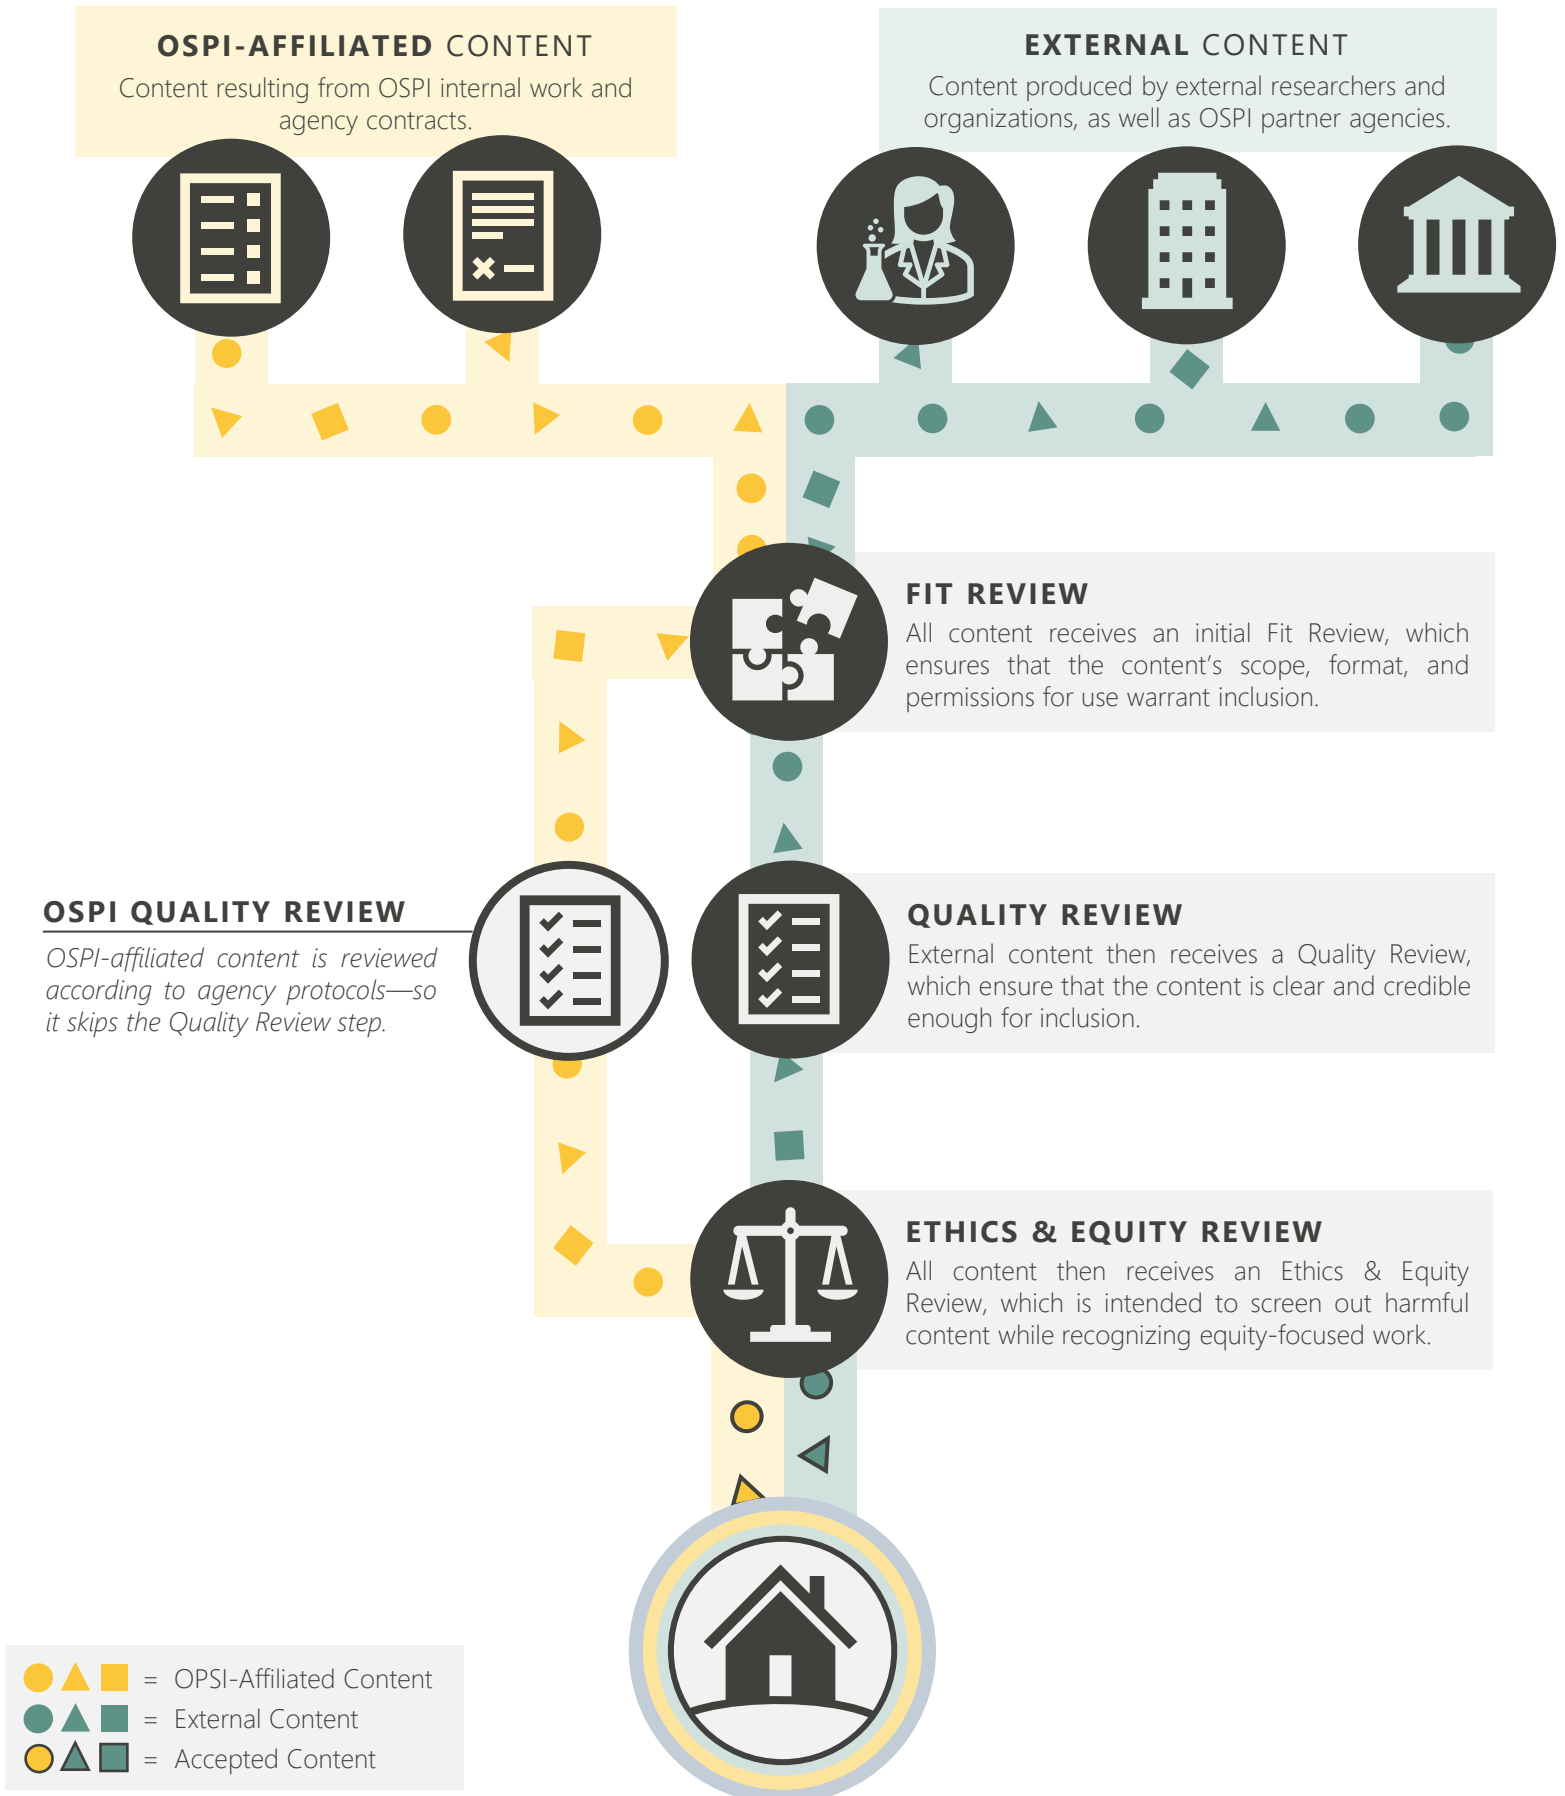 OSPI-AFFILIATED CONTENT
Content resulting from OSPI internal work and
agency contracts.
EXTERNAL CONTENT
Content produced by external researchers and
organizations, as well as OSPI partner agencies.
FIT REVIEW
All content receives an initial Fit Review, which
ensures that the content's scope, format, and
permissions for use warrant inclusion.
OSPI QUALITY REVIEW
OSPI-affiliated content is reviewed
according to agency protocols—so
it skips the Quality Review step.
QUALITY REVIEW
External content then receives a Quality Review,
which ensure that the content is clear and credible
enough for inclusion.
ETHICS & EQUITY REVIEW
All content then receives an Ethics & Equity
Review, which is intended to screen out harmful
content while recognizing equity-focused work.
= OPSI-Affiliated Content
= External Content
= Accepted Content